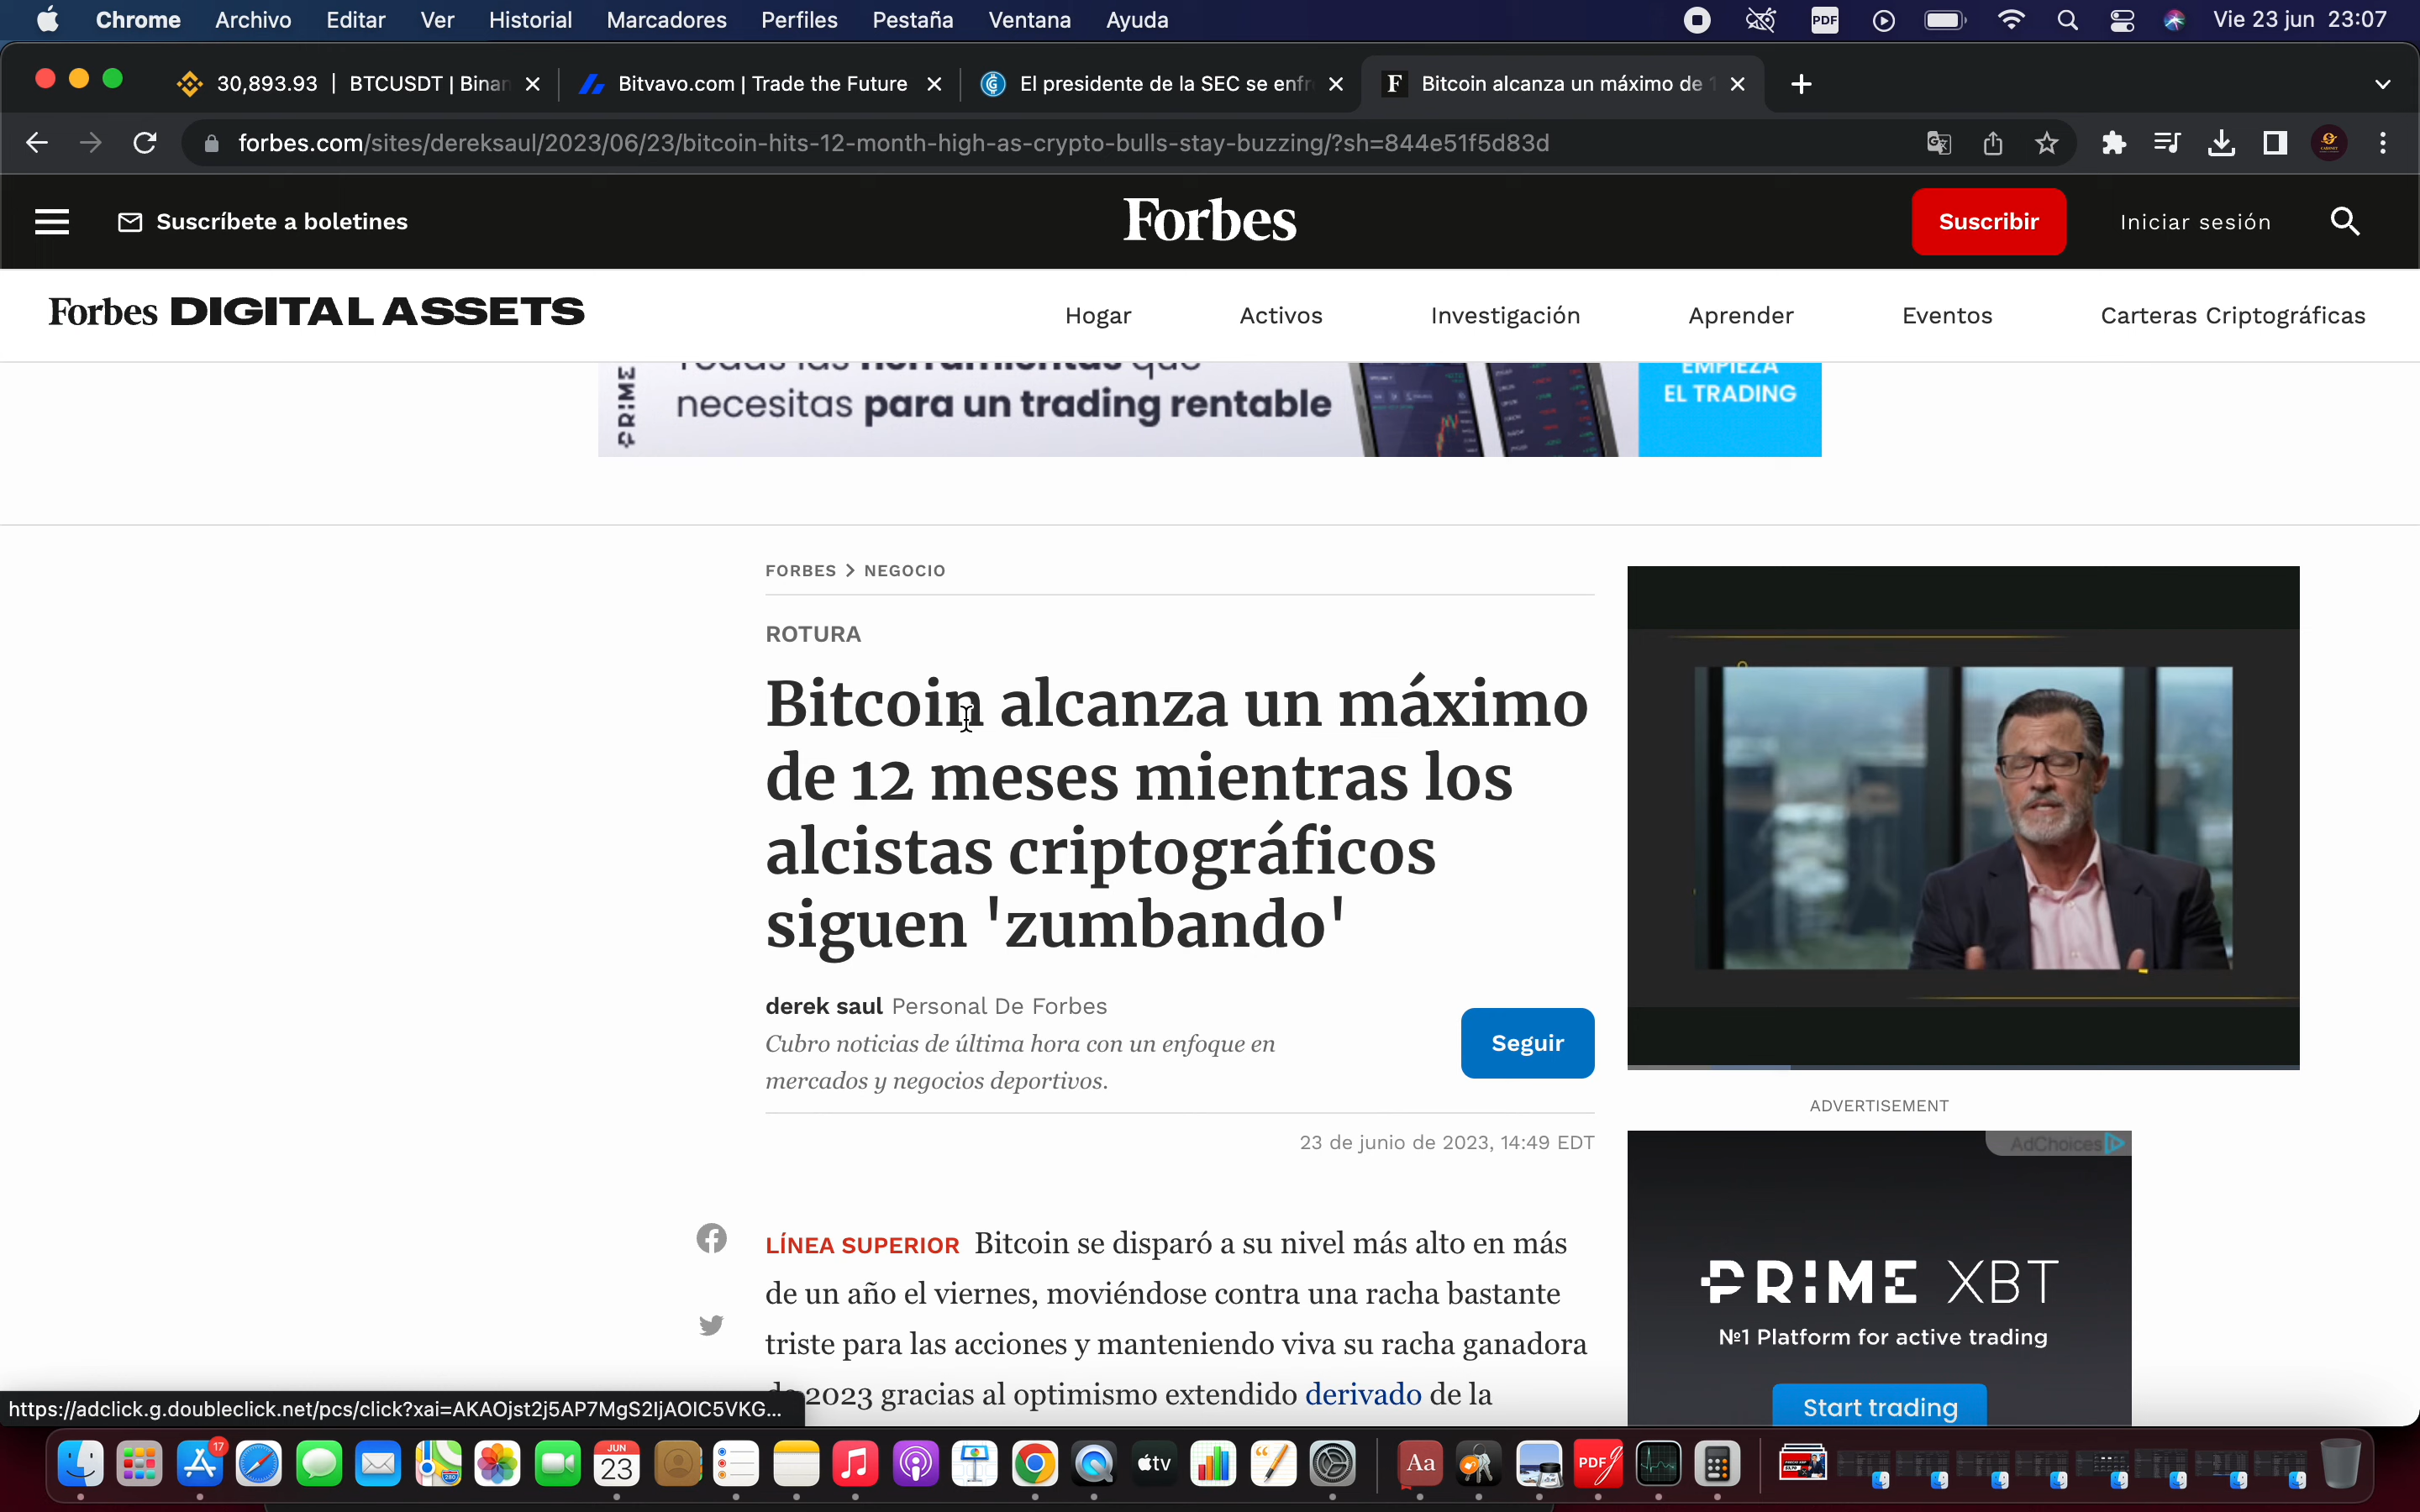 Chrome Archivo Editar Ver Historial Marcadores Perfiles Pestaña Ventana Ayuda PDF Vie 23 jun 23:07
30,893.93 | BTCUSDT | Binan Bitvavo.com | Trade the Future El presidente de la SEC se enfr F Bitcoin alcanza un máximo de 1
forbes.com/sites/dereksaul/2023/06/23/bitcoin-hits-12-month-high-as-crypto-bulls-stay-buzzing/?sh=844e51f5d83d
Suscríbete a boletines Forbes Suscribir Iniciar sesión
Forbes DIGITAL ASSETS Hogar Activos Investigación Aprender Eventos Carteras Criptográficas
PRIME Todas las herramientas que
necesitas para un trading rentable
EMPIEZA
EL TRADING
FORBES > NEGOCIO
ROTURA
Bitcoin alcanza un máximo
de 12 meses mientras los
alcistas criptográficos
siguen 'zumbando'
derek saul Personal De Forbes
Cubro noticias de última hora con un enfoque en
mercados y negocios deportivos.
Seguir
23 de junio de 2023, 14:49 EDT
LÍNEA SUPERIOR Bitcoin se disparó a su nivel más alto en más
de un año el viernes, moviéndose contra una racha bastante
triste para las acciones y manteniendo viva su racha ganadora
de 2023 gracias al optimismo extendido derivado de la
ADVERTISEMENT
AdChoices
PRIME XBT
№1 Platform for active trading
Start trading
https://adclick.g.doubleclick.net/pcs/click?xai=AKAOjst2j5AP7MgS2IjAOIC5VKG...
17 JUN 23 tv Aa PDF
280